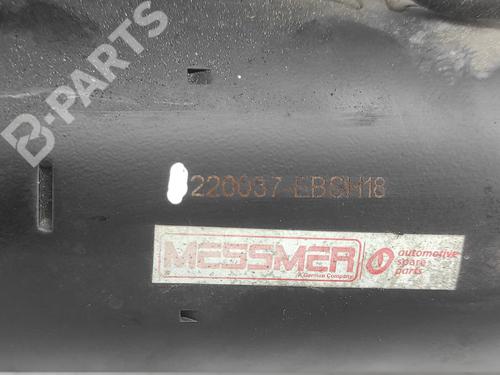 B-PARTS
220037-EBSH18
MESSMER
A German Company
automotive
spare
parts